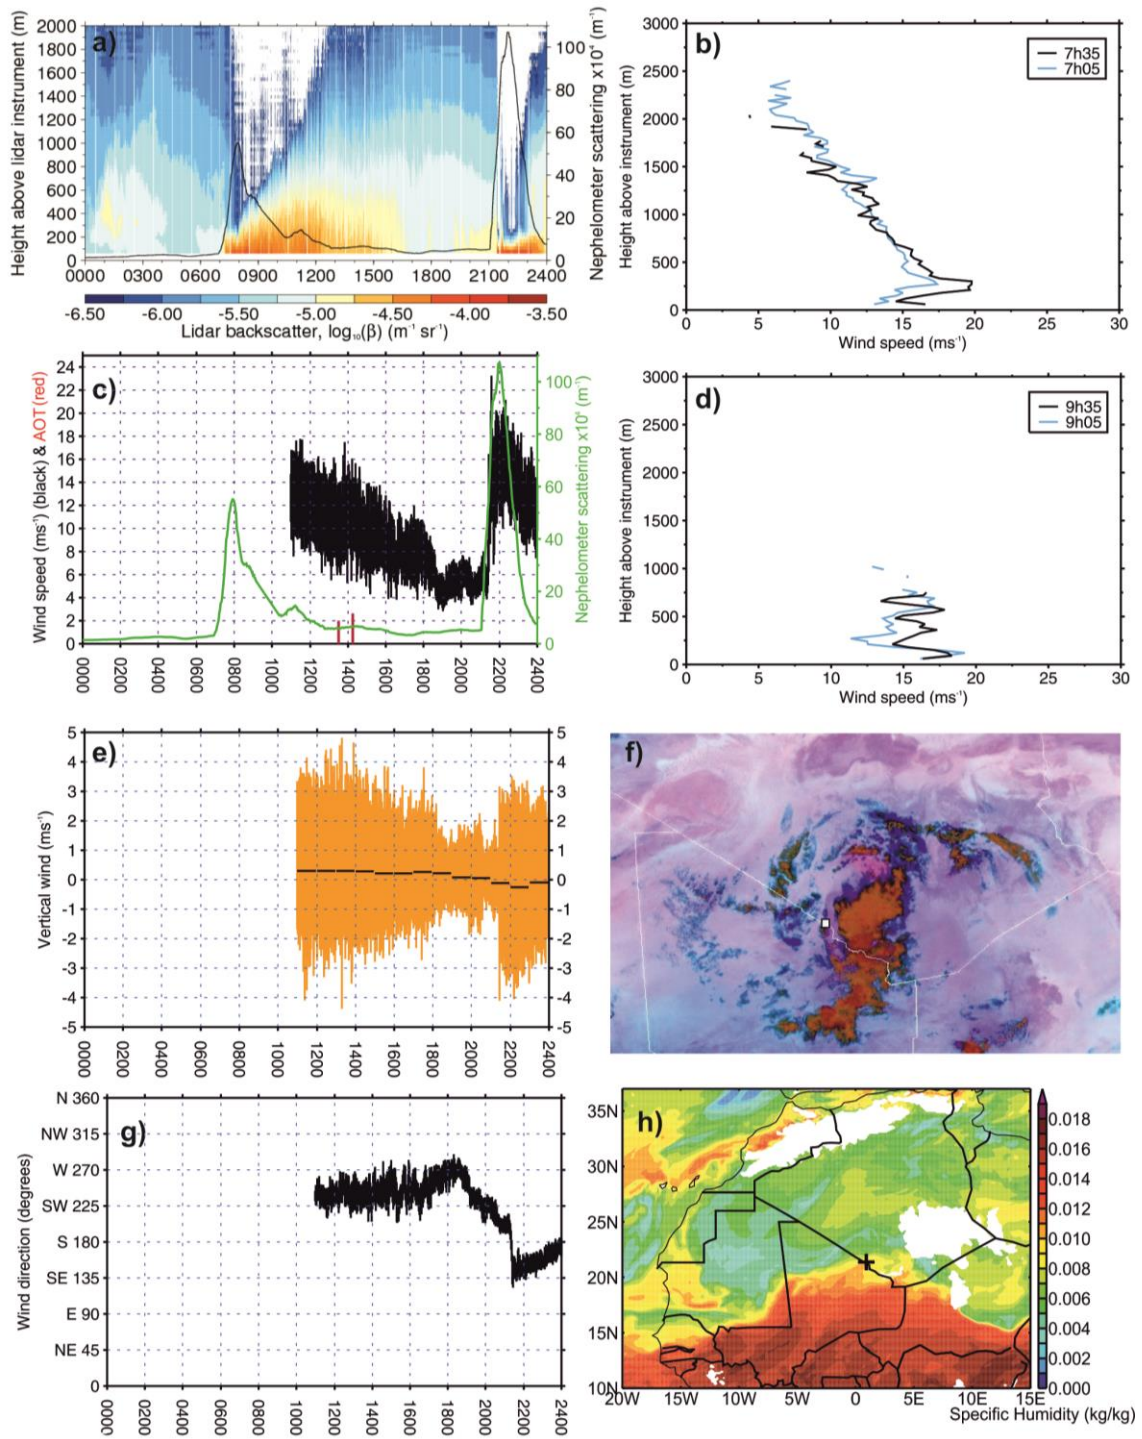 a)
Height above lidar instrument (m)
2000
1800
1600
1400
1200
1000
800
600
400
200
0
100
80
60
40
20
0
Nephelometer scattering x10⁶ (m⁻¹)
0000 0300 0600 0900 1200 1500 1800 2100 2400
-6.50 -6.00 -5.50 -5.00 -4.50 -4.00 -3.50
Lidar backscatter, log₁₀(β) (m⁻¹ sr⁻¹)
b)
Height above instrument (m)
3000
2500
2000
1500
1000
500
0
7h35
7h05
0 5 10 15 20 25 30
Wind speed (ms⁻¹)
c)
Wind speed (ms⁻¹) (black) & AOT (red)
24
22
20
18
16
14
12
10
8
6
4
2
0
100
80
60
40
20
0
Nephelometer scattering x10⁶ (m⁻¹)
0000 0200 0400 0600 0800 1000 1200 1400 1600 1800 2000 2200 2400
d)
Height above instrument (m)
3000
2500
2000
1500
1000
500
0
9h35
9h05
0 5 10 15 20 25 30
Wind speed (ms⁻¹)
e)
Vertical wind (ms⁻¹)
5
4
3
2
1
0
-1
-2
-3
-4
-5
5
4
3
2
1
0
-1
-2
-3
-4
-5
0000 0200 0400 0600 0800 1000 1200 1400 1600 1800 2000 2200 2400
f)
g)
Wind direction (degrees)
N 360
NW 315
W 270
SW 225
S 180
SE 135
E 90
NE 45
0
0000 0200 0400 0600 0800 1000 1200 1400 1600 1800 2000 2200 2400
h)
35N
30N
25N
20N
15N
10N
20W 15W 10W 5W 0 5E 10E 15E
0.018
0.016
0.014
0.012
0.010
0.008
0.006
0.004
0.002
0.000
Specific Humidity (kg/kg)